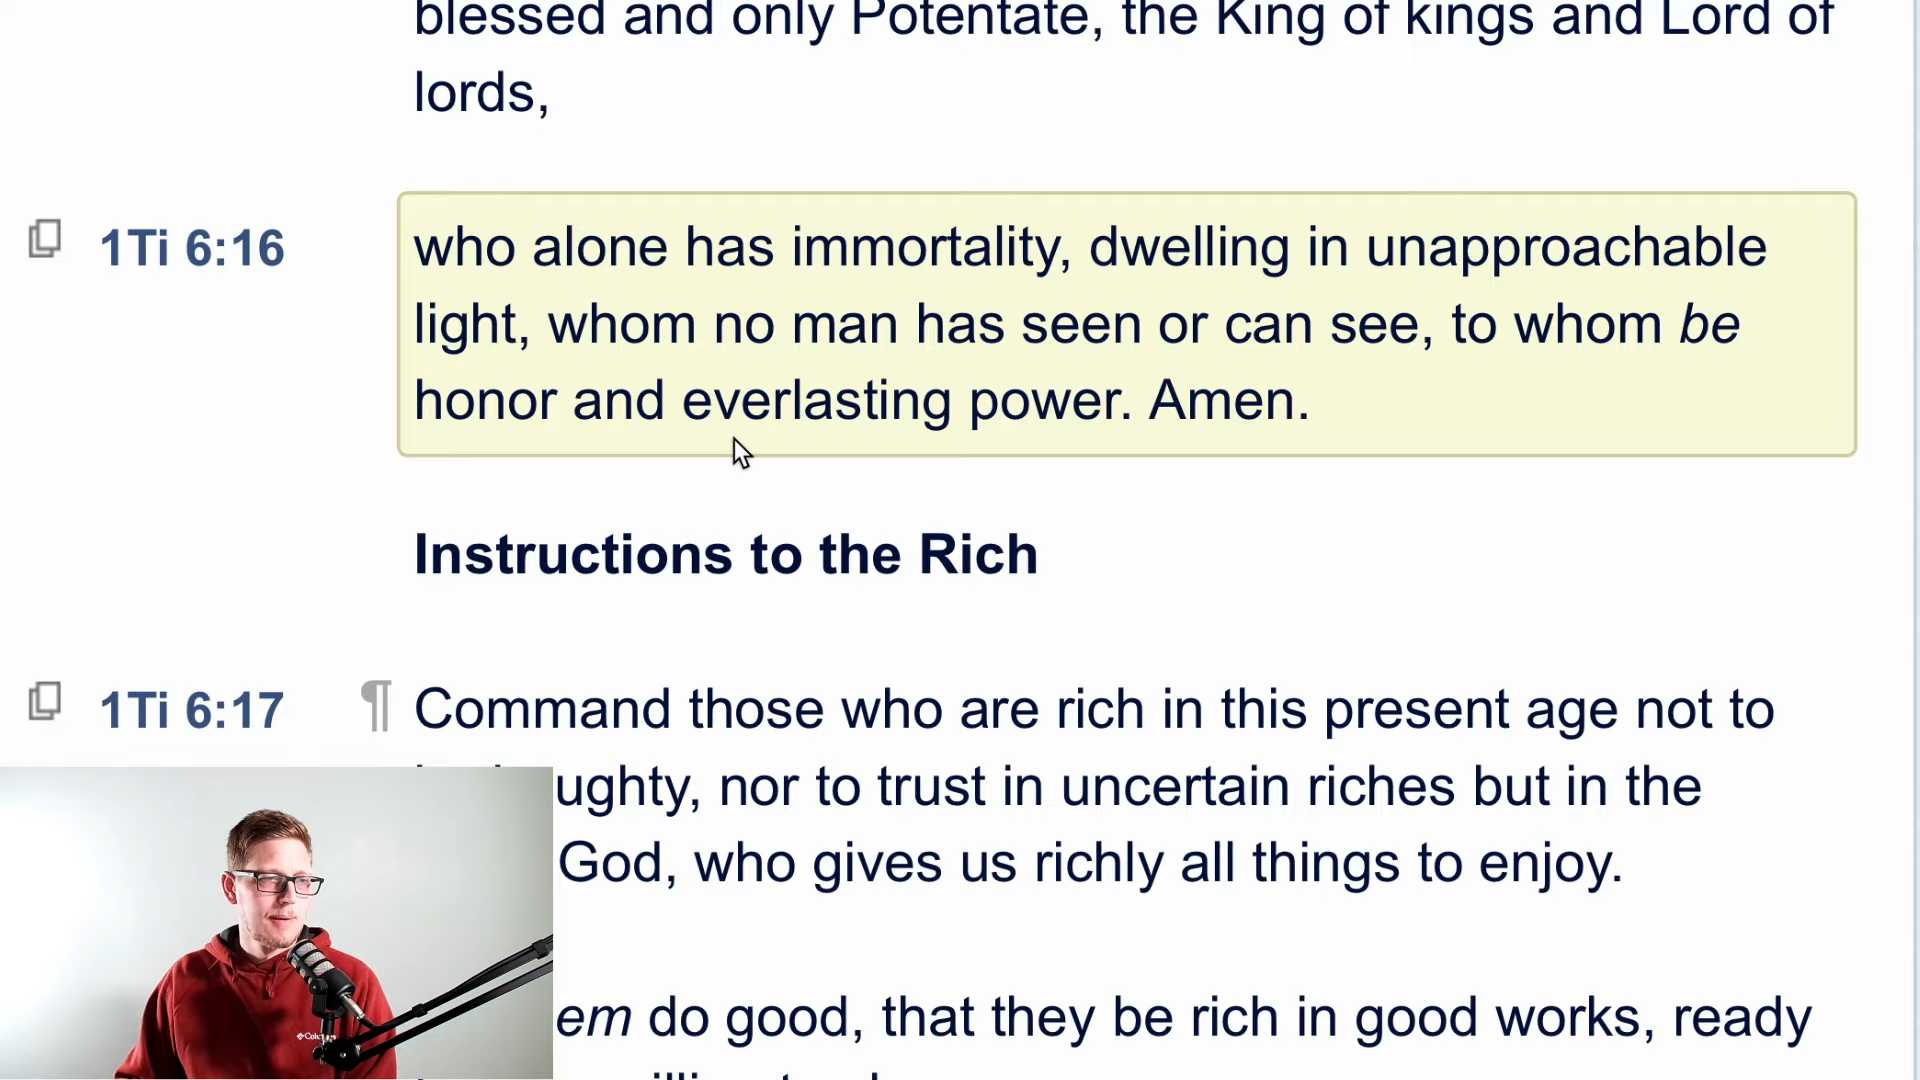 blessed and only Potentate, the King of kings and Lord of
lords,
1Ti 6:16
who alone has immortality, dwelling in unapproachable
light, whom no man has seen or can see, to whom be
honor and everlasting power. Amen.
Instructions to the Rich
1Ti 6:17
¶ Command those who are rich in this present age not to
ughty, nor to trust in uncertain riches but in the
God, who gives us richly all things to enjoy.
em do good, that they be rich in good works, ready